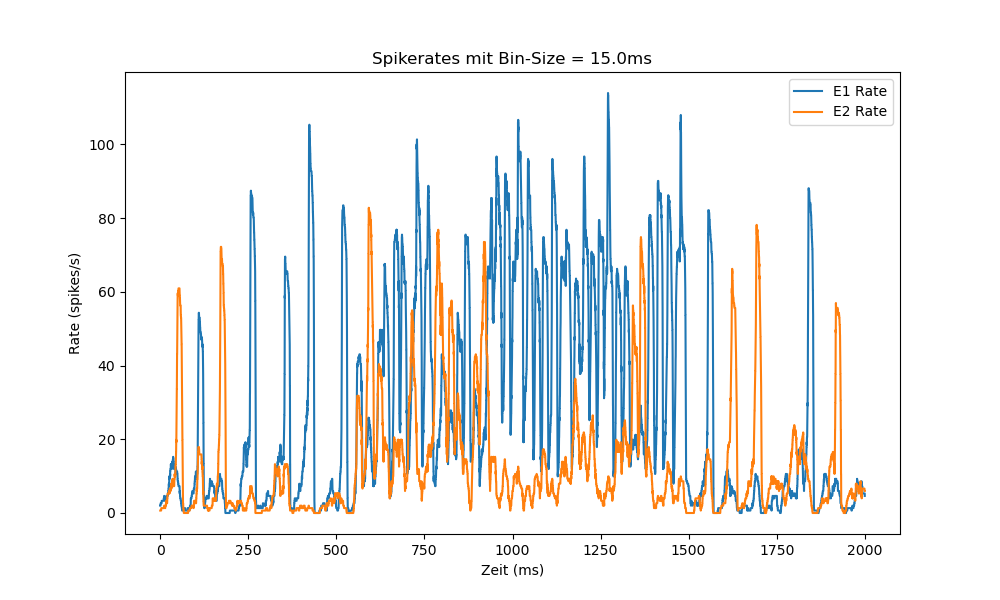 Spikerates mit Bin-Size = 15.0ms
E1 Rate
E2 Rate
100
80
60
40
20
0
Rate (spikes/s)
0 250 500 750 1000 1250 1500 1750 2000
Zeit (ms)